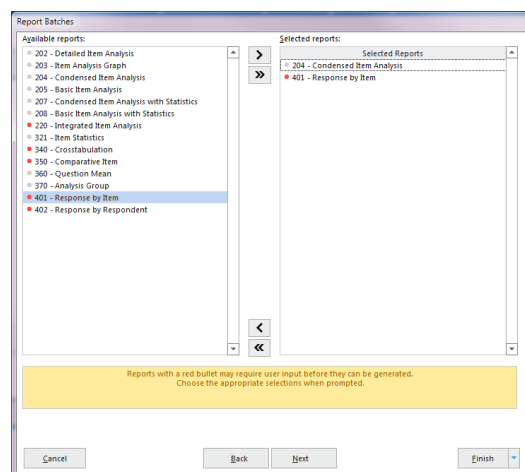 Report Batches
Available reports:
202 - Detailed Item Analysis
203 - Item Analysis Graph
204 - Condensed Item Analysis
205 - Basic Item Analysis
207 - Condensed Item Analysis with Statistics
208 - Basic Item Analysis with Statistics
220 - Integrated Item Analysis
321 - Item Statistics
340 - Crosstabulation
350 - Comparative Item
360 - Question Mean
370 - Analysis Group
401 - Response by Item
402 - Response by Respondent
Selected reports:
Selected Reports
204 - Condensed Item Analysis
401 - Response by Item
Reports with a red bullet may require user input before they can be generated.
Choose the appropriate selections when prompted.
Cancel
Back
Next
Finish